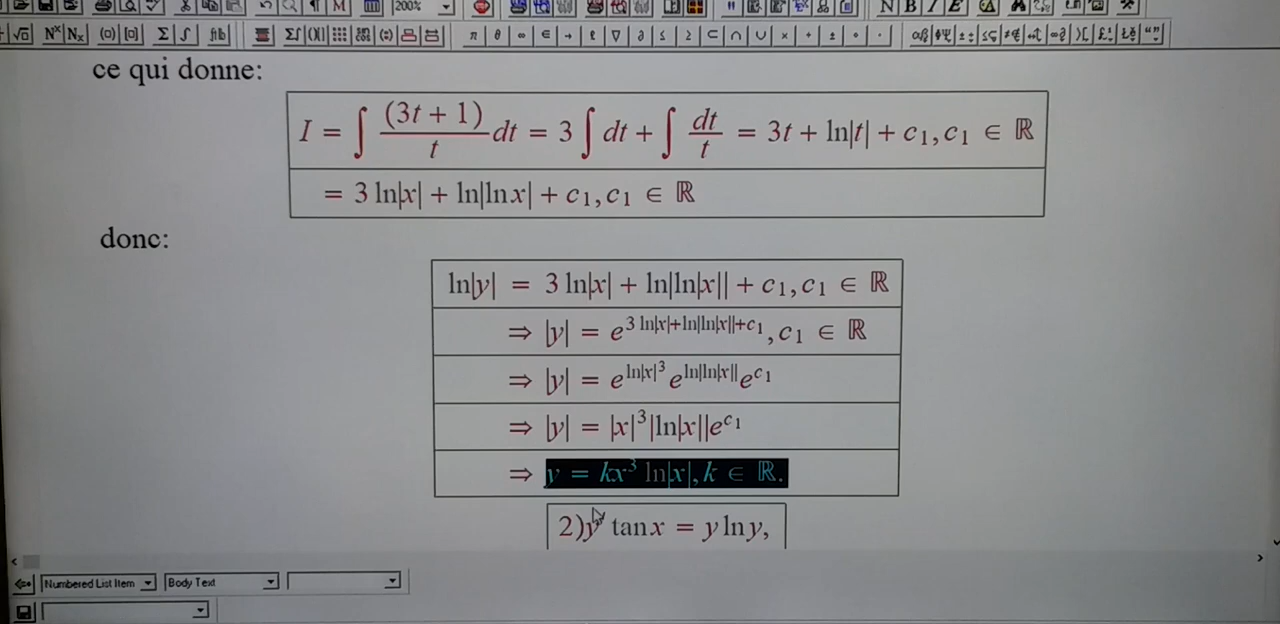 200%
N B I E
ce qui donne:
I = ∫ (3t + 1)/t dt = 3 ∫ dt + ∫ dt/t = 3t + ln|t| + c₁, c₁ ∈ ℝ
= 3 ln|x| + ln|ln x| + c₁, c₁ ∈ ℝ
donc:
ln|y| = 3 ln|x| + ln|ln|x|| + c₁, c₁ ∈ ℝ
⇒ |y| = e^{3 ln|x|+ln|ln|x||+c₁}, c₁ ∈ ℝ
⇒ |y| = e^{ln|x|³} e^{ln|ln|x||} e^{c₁}
⇒ |y| = |x|³|ln|x||e^{c₁}
⇒ y = kx³ ln|x|, k ∈ ℝ.
2)y′ tan x = y ln y,
Numbered List Item Body Text